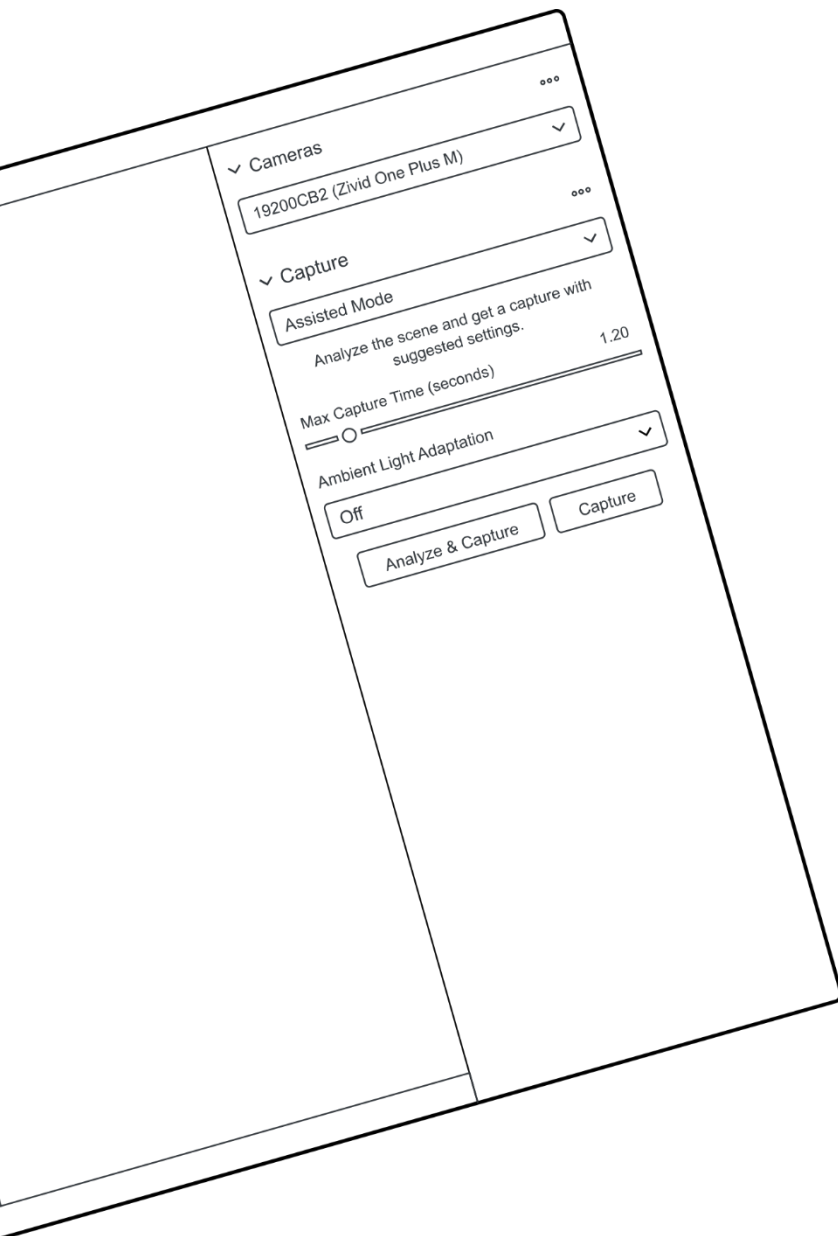 Cameras
19200CB2 (Zivid One Plus M)
Capture
Assisted Mode
Analyze the scene and get a capture with
suggested settings.
Max Capture Time (seconds) 1.20
Ambient Light Adaptation
Off
Analyze & Capture Capture